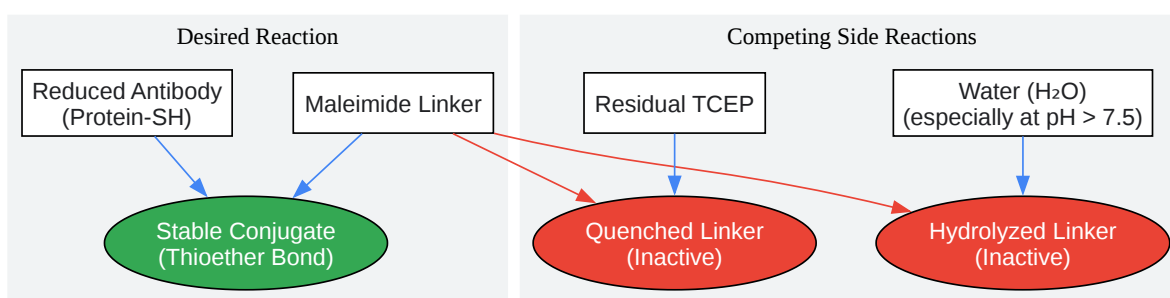 Desired Reaction
Competing Side Reactions
Reduced Antibody
(Protein-SH)
Maleimide Linker
Residual TCEP
Water (H₂O)
(especially at pH > 7.5)
Stable Conjugate
(Thioether Bond)
Quenched Linker
(Inactive)
Hydrolyzed Linker
(Inactive)